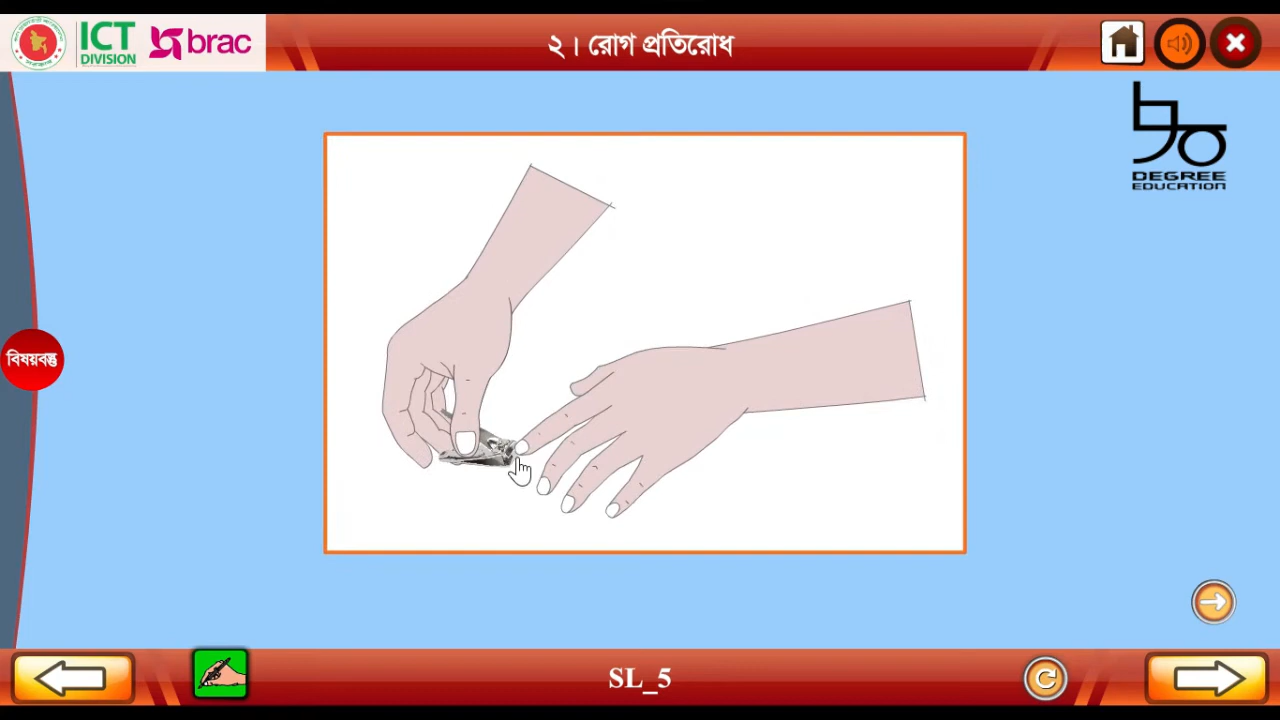 ICT
DIVISION
brac
২। রোগ প্রতিরোধ
DEGREE
EDUCATION
বিষয়বস্তু
SL_5